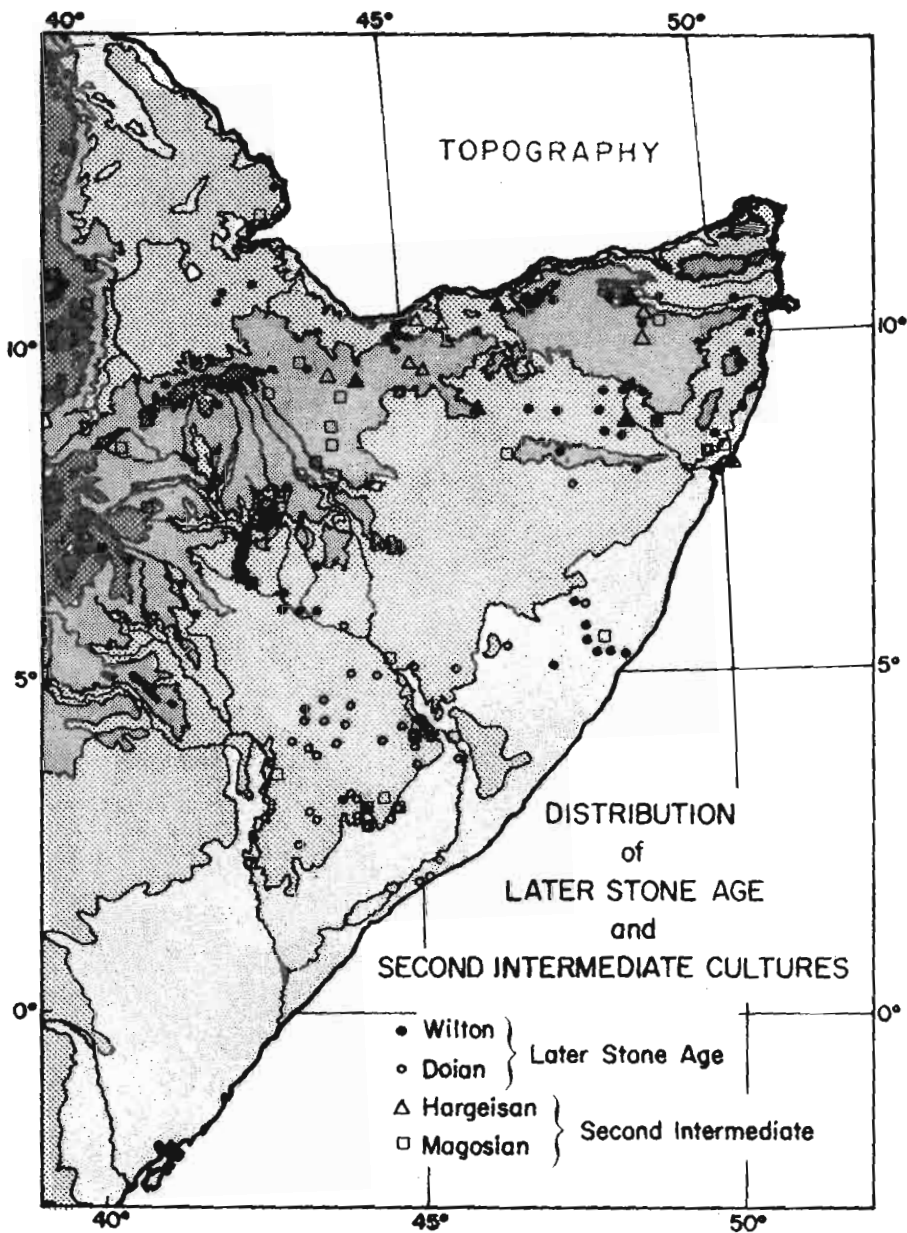 40° 45° 50°
TOPOGRAPHY
10° 10°
5° 5°
DISTRIBUTION
of
LATER STONE AGE
and
SECOND INTERMEDIATE CULTURES
0° 0°
Wilton
Doian
Later Stone Age
Hargeisan
Magosian
Second Intermediate
40° 45° 50°